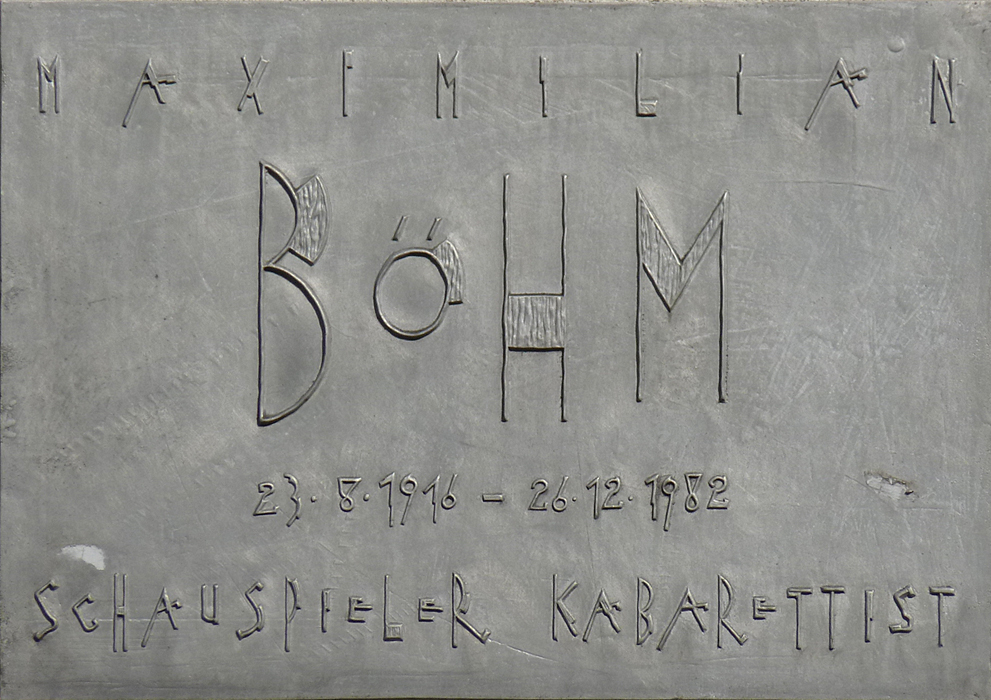 MAXIMILIAN
BÖHM
23.8.1916 – 26.12.1982
SCHAUSPIELER KABARETTIST